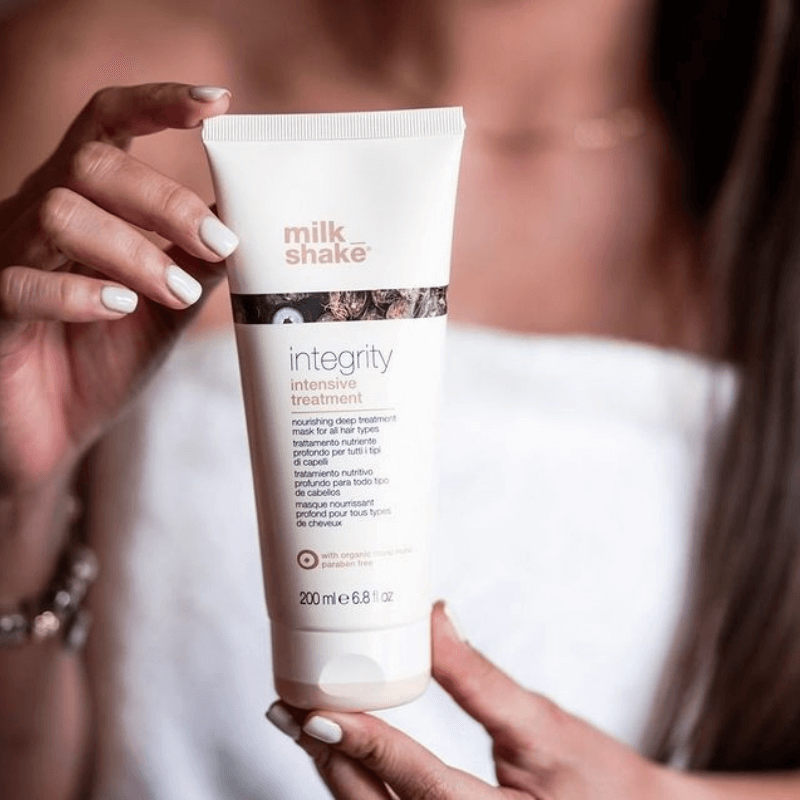 milk_
shake®
integrity
intensive
treatment
nourishing deep treatment
mask for all hair types
trattamento nutriente
profondo per tutti i tipi
di capelli
tratamiento nutritivo
profundo para todo tipo
de cabellos
masque nourrissant
profond pour tous types
de cheveux
with organic
paraben free
200 ml e 6.8 fl oz